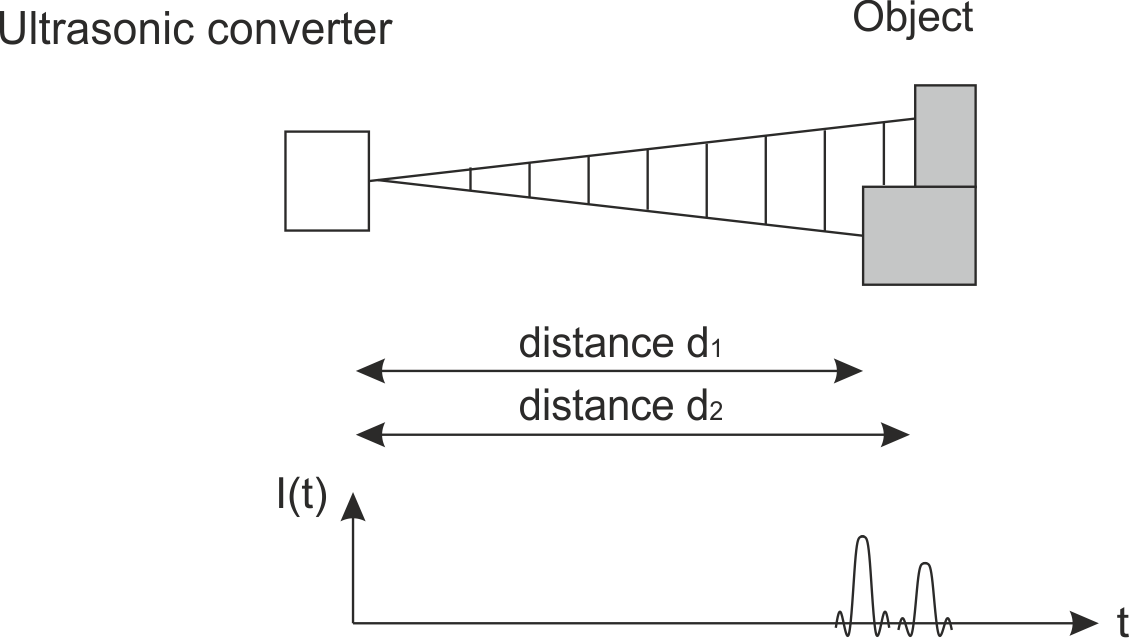 Ultrasonic converter
Object
distance d1
distance d2
I(t)
t